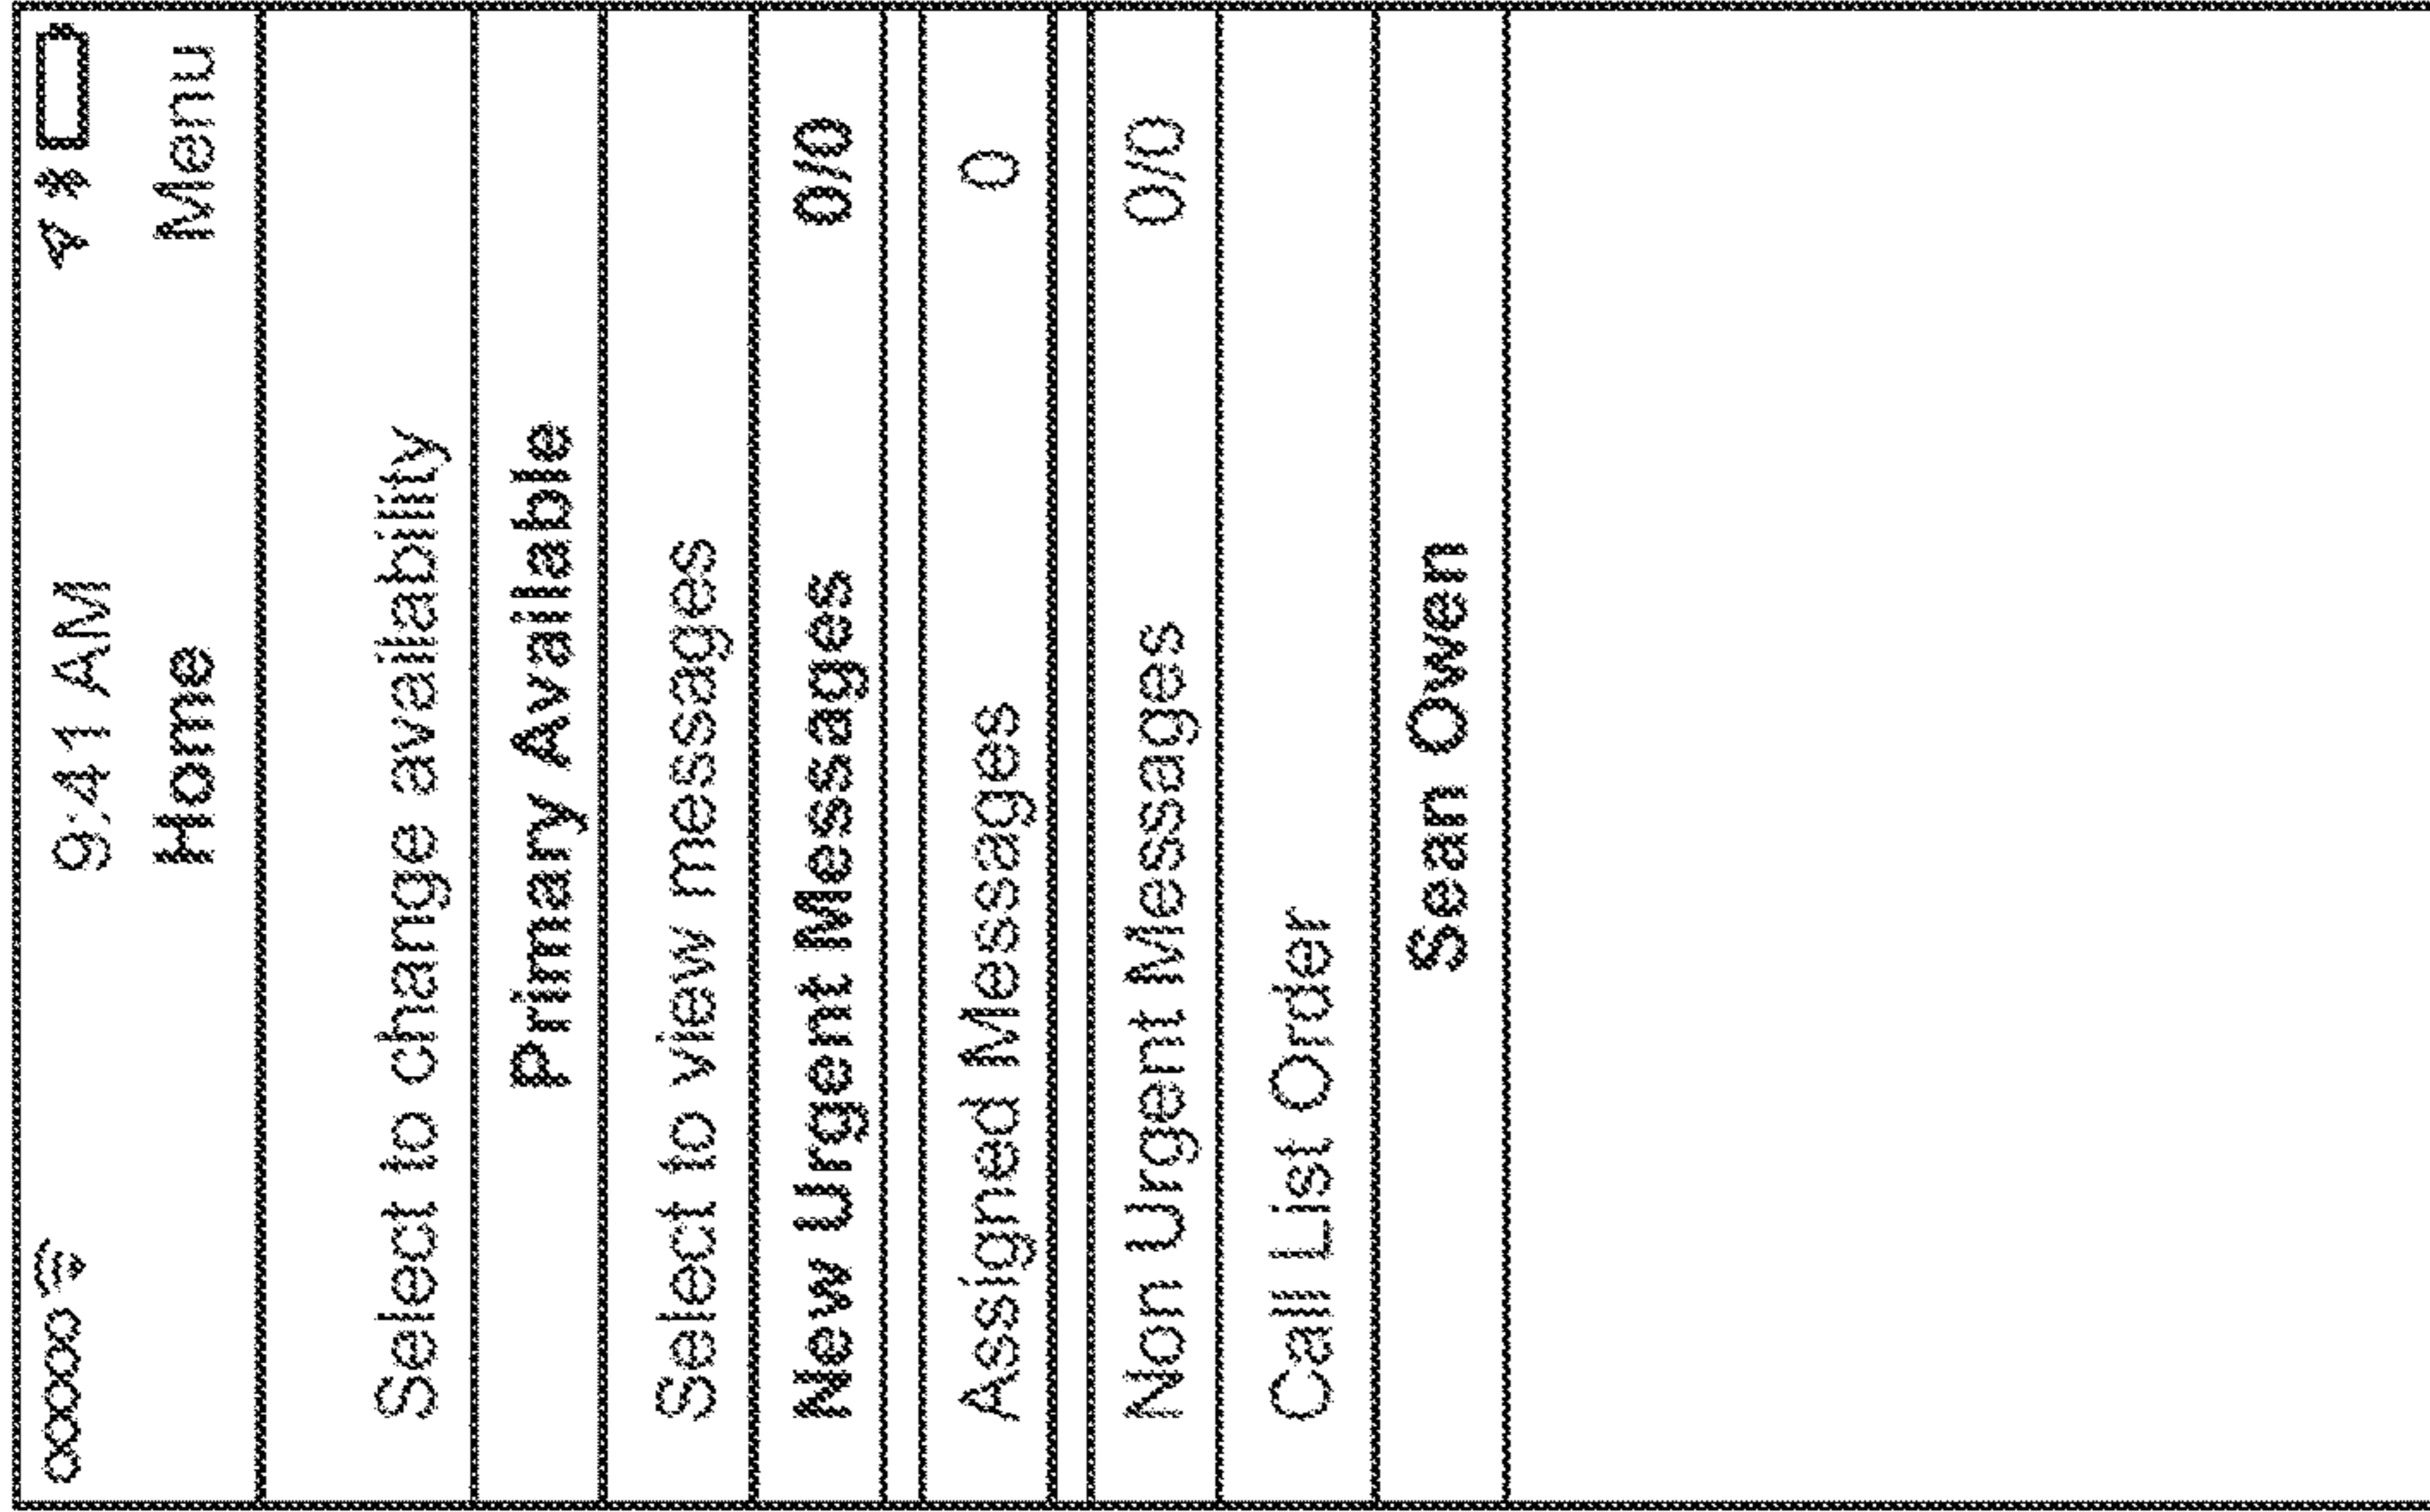 9:41 AM
Home Menu
Select to change availability
Primary Available
Select to view messages
New Urgent Messages 0/0
Assigned Messages 0
Non Urgent Messages 0/0
Call List Order
Sean Owen